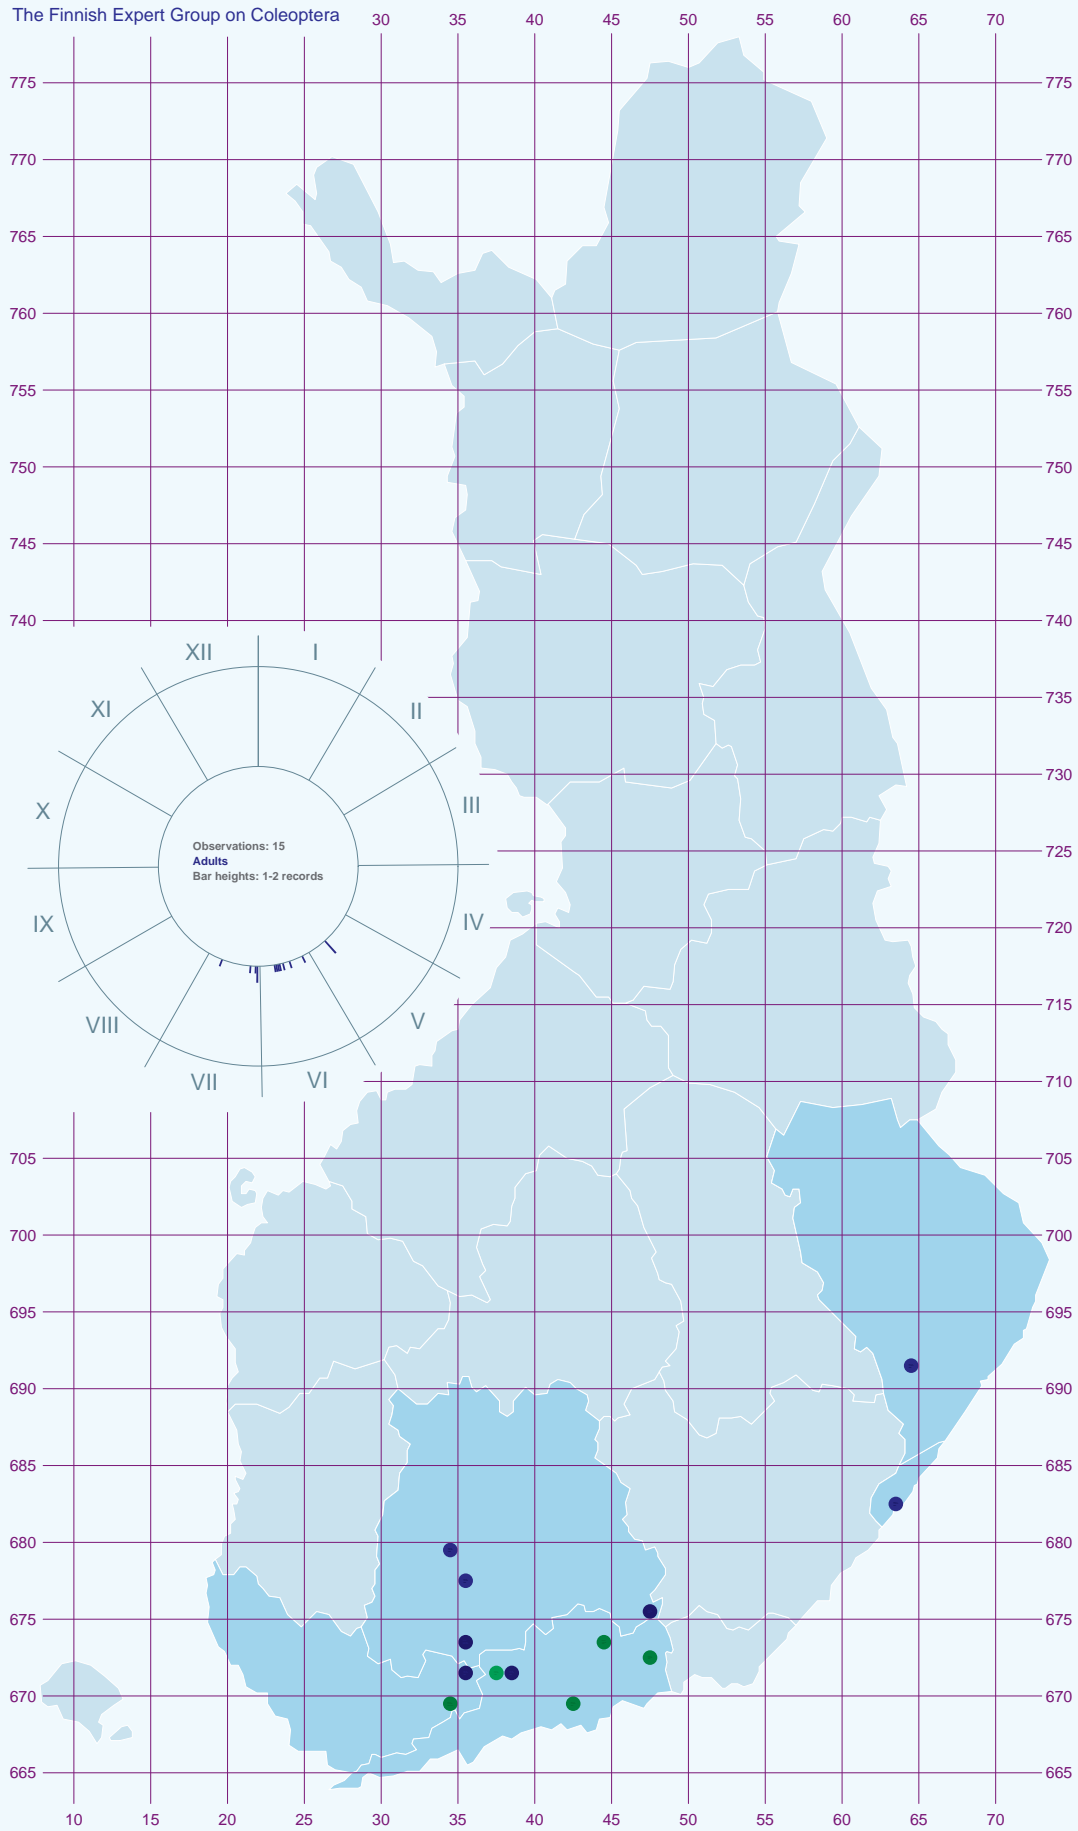 The Finnish Expert Group on Coleoptera
30 35 40 45 50 55 60 65 70
775 775
770 770
765 765
760 760
755 755
750 750
745 745
740 740
735
730
725
720
715
710
705 705
700 700
695 695
690 690
685 685
680 680
675 675
670 670
665 665
XII I
XI II
X III
IX IV
VIII V
VII VI
Observations: 15
Adults
Bar heights: 1-2 records
10 15 20 25 30 35 40 45 50 55 60 65 70